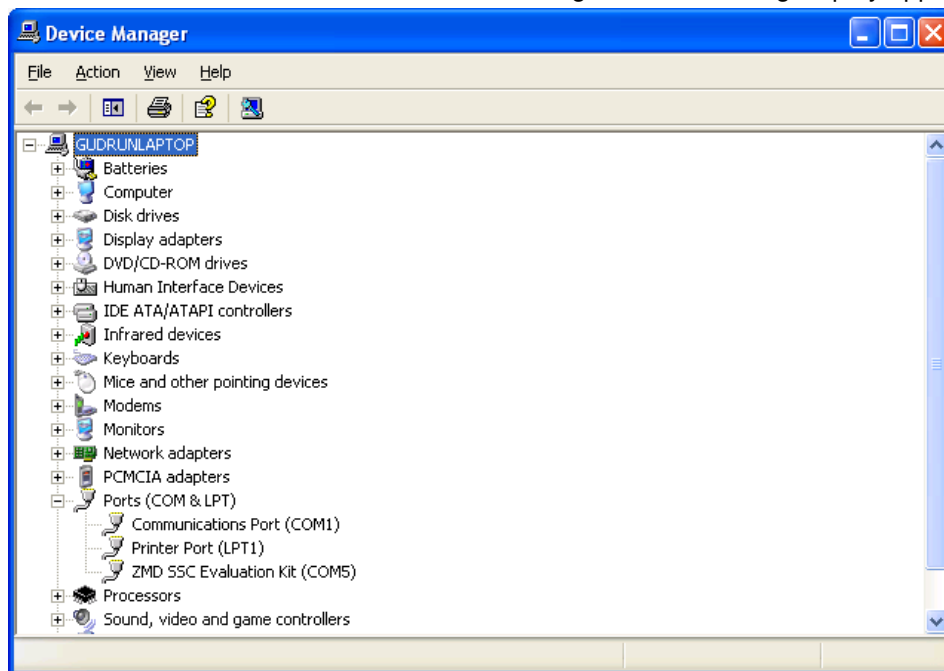 Device Manager
File Action View Help
GUDRUNLAPTOP
Batteries
Computer
Disk drives
Display adapters
DVD/CD-ROM drives
Human Interface Devices
IDE ATA/ATAPI controllers
Infrared devices
Keyboards
Mice and other pointing devices
Modems
Monitors
Network adapters
PCMCIA adapters
Ports (COM & LPT)
Communications Port (COM1)
Printer Port (LPT1)
ZMD SSC Evaluation Kit (COM5)
Processors
Sound, video and game controllers